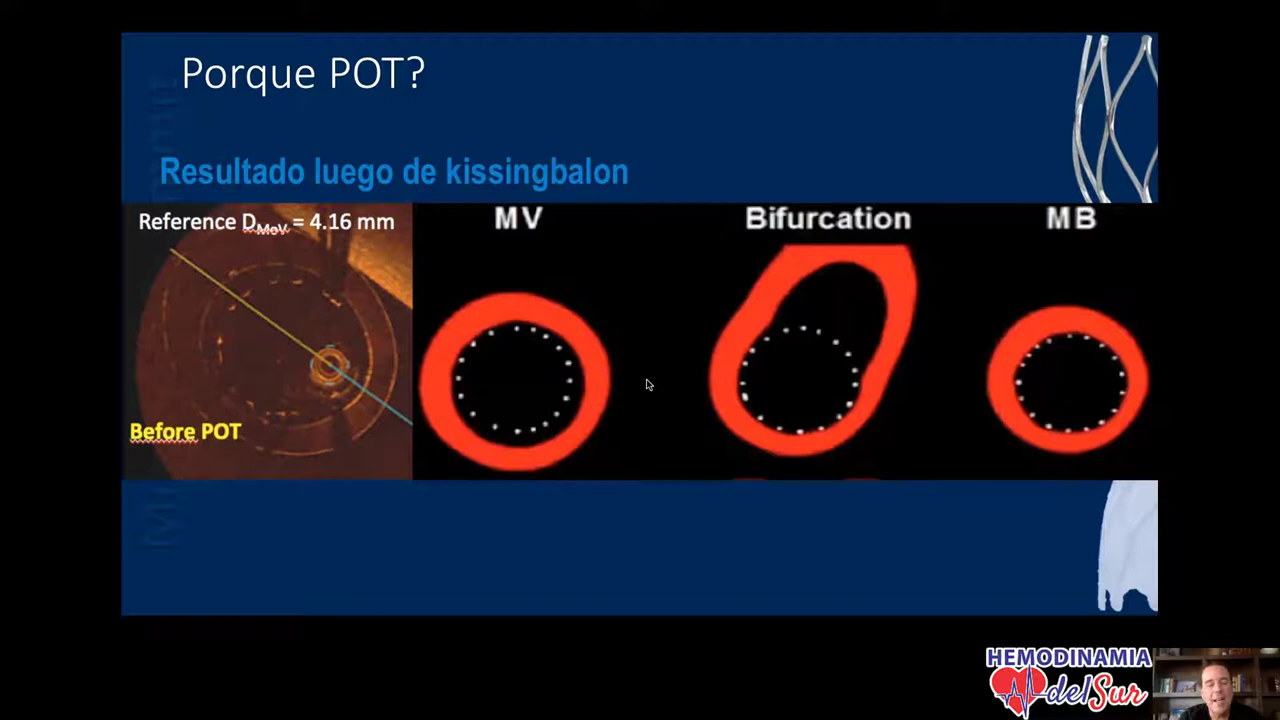 Porque POT?
Resultado luego de kissingbalon
Reference DMoV = 4.16 mm
MV
Bifurcation
MB
Before POT
HEMODINAMIA
del Sur